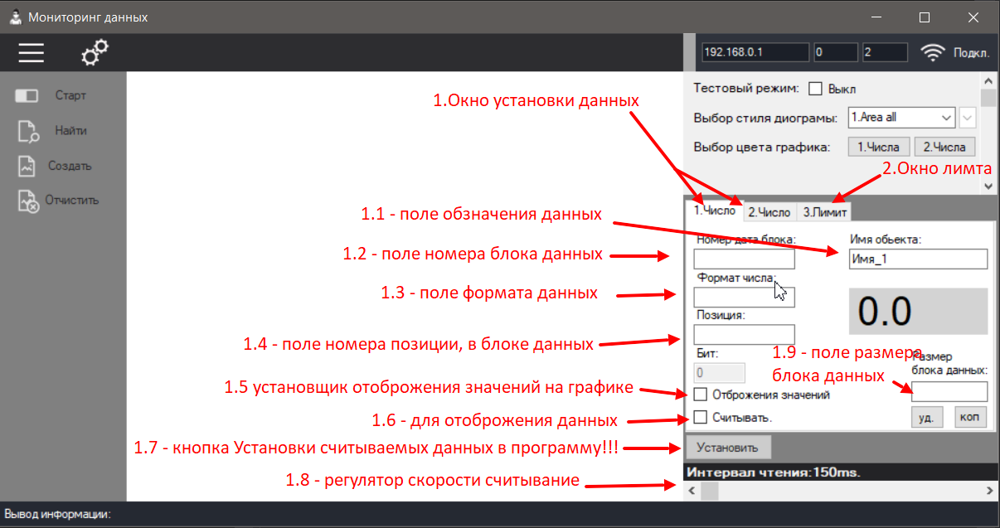 Мониторинг данных
192.168.0.1 0 2 Подкл.
Старт
Найти
Создать
Отчистить
Тестовый режим: Выкл
Выбор стиля диограмы: 1.Area all
Выбор цвета графика: 1.Числа 2.Числа
1.Окно установки данных
2.Окно лимта
1.Число 2.Число 3.Лимит
1.1 - поле обзначения данных
Номер дата блока:
Имя обьекта:
Имя_1
1.2 - поле номера блока данных
Формат числа:
1.3 - поле формата данных
0.0
Позиция:
1.4 - поле номера позиции, в блоке данных
Бит:
0
1.9 - поле размера
блока данных
Размер
блока данных:
1.5 установщик отоброжения значений на графике
Отброжения значений
1.6 - для отоброжения данных
Считывать.
уд. коп
1.7 - кнопка Установки считываемых данных в программу!!!
Установить
Интервал чтения:150ms.
1.8 - регулятор скорости считывание
Вывод информации: